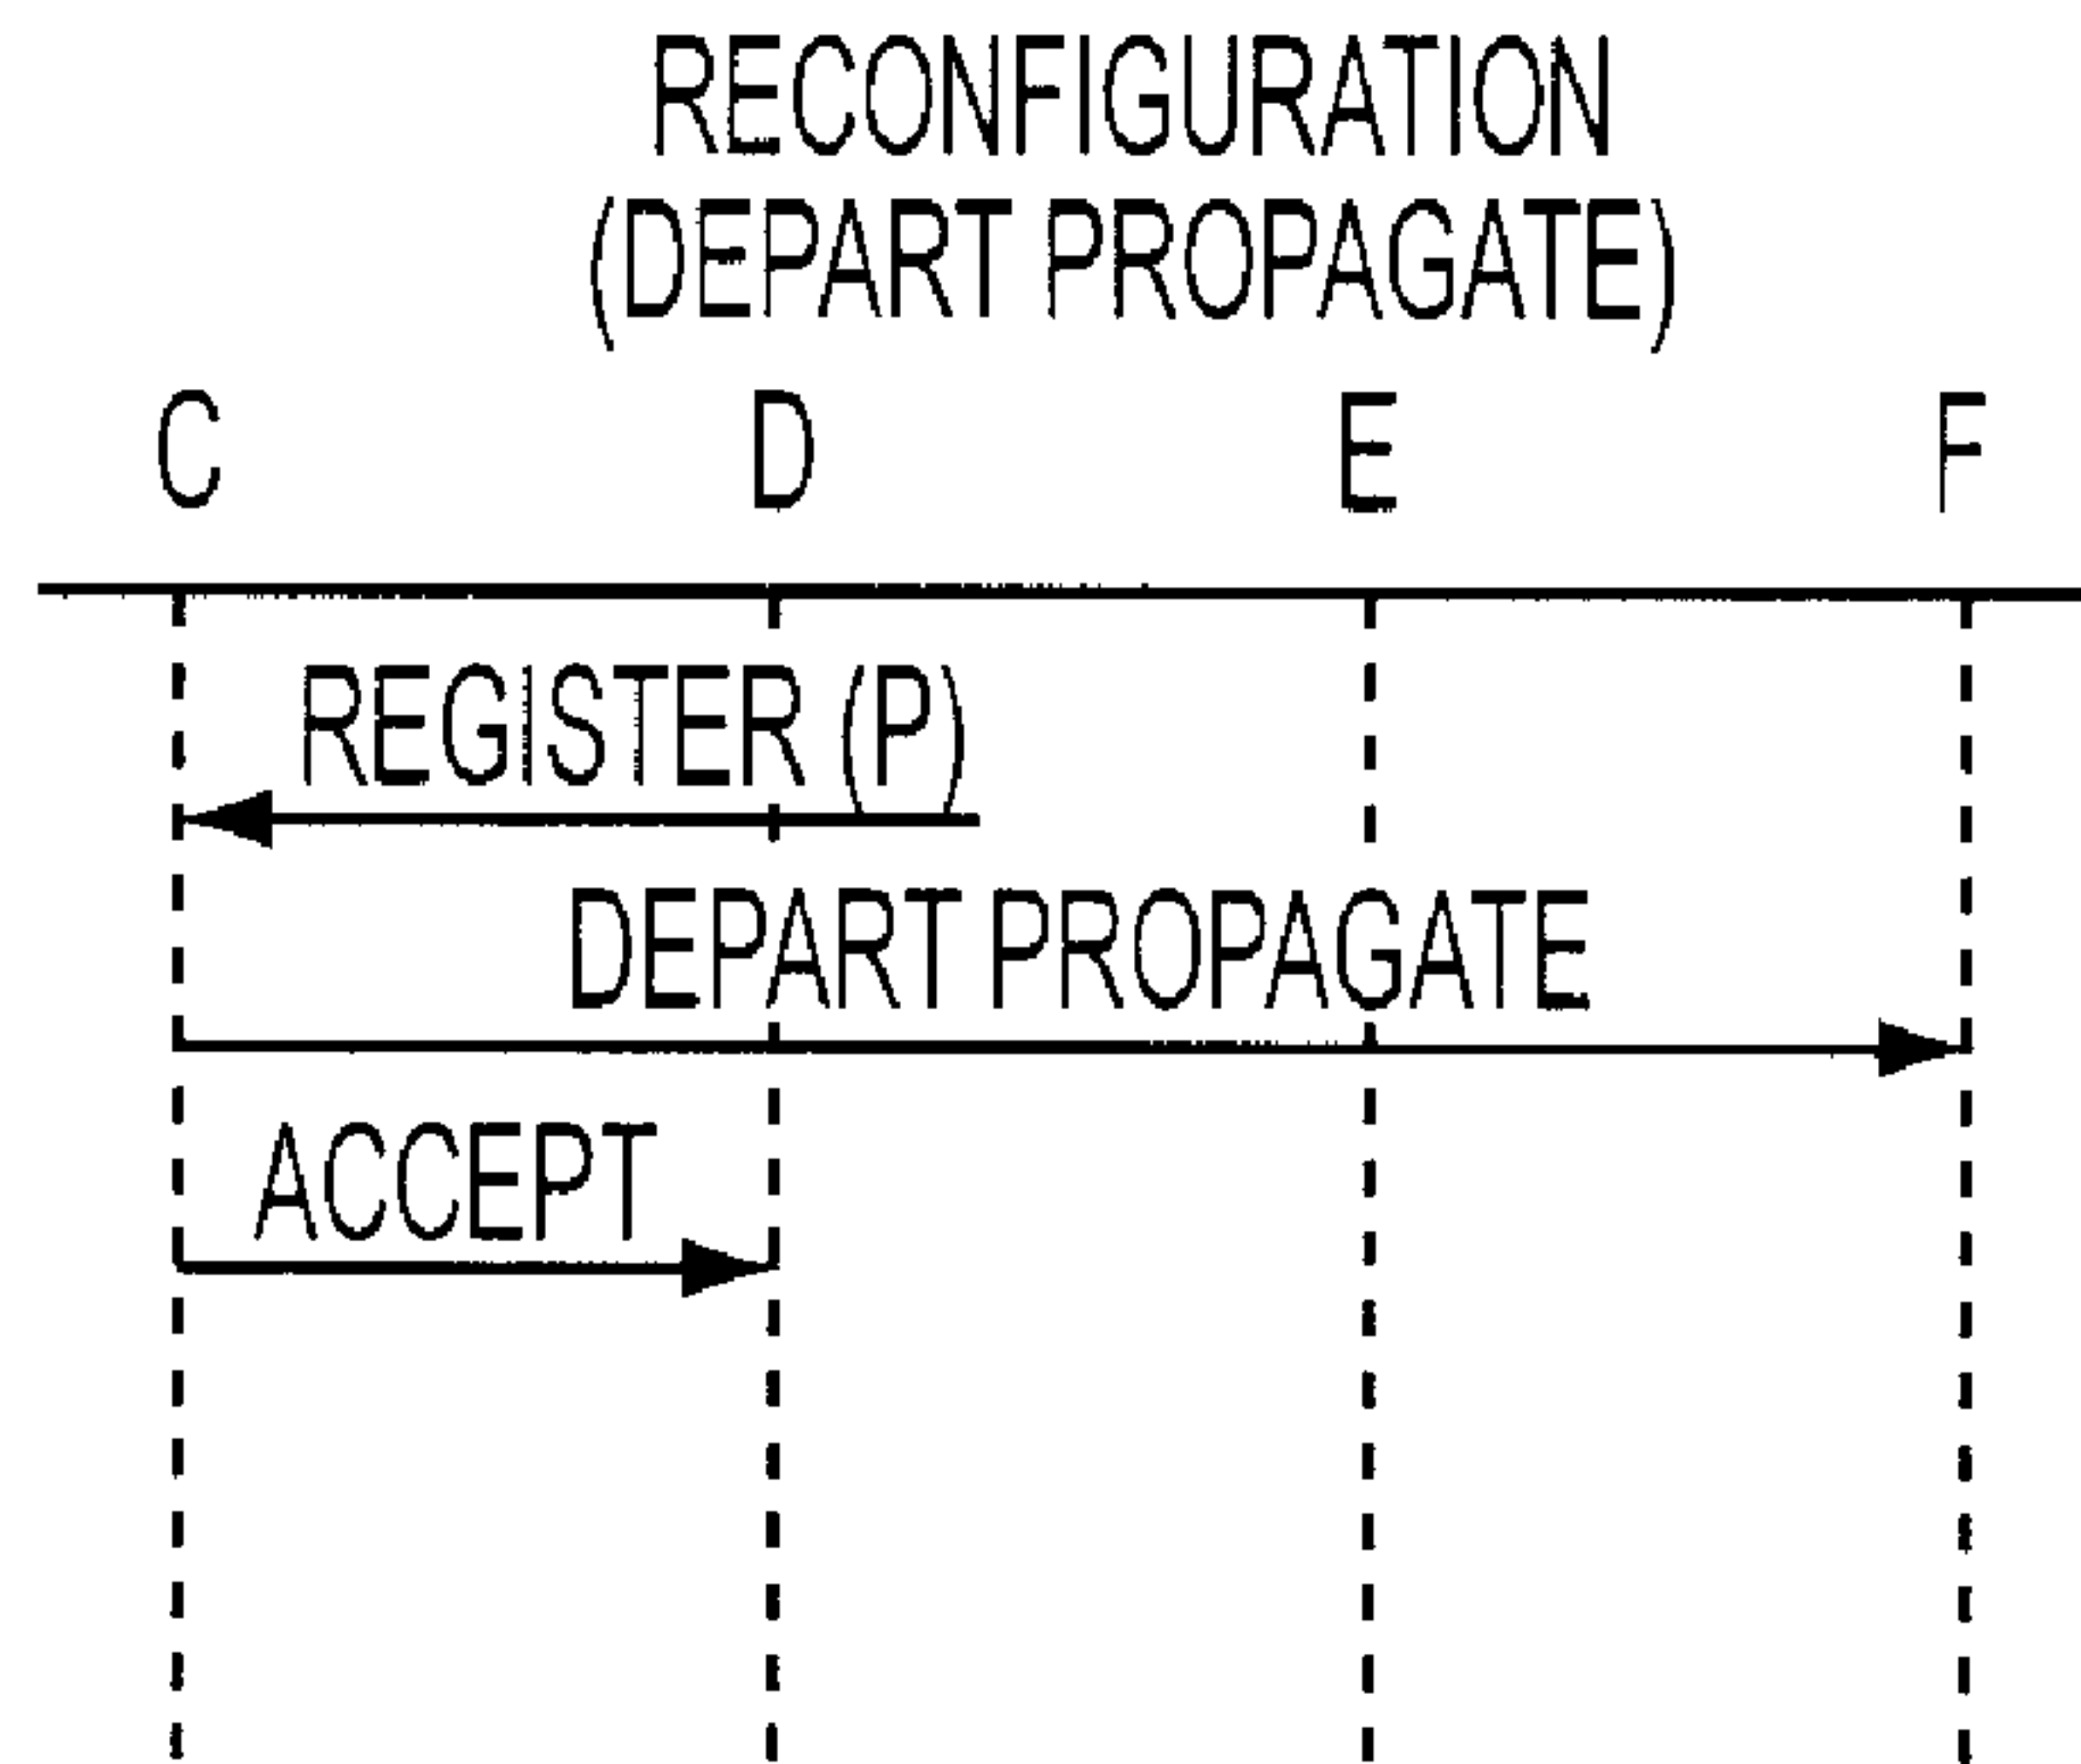 RECONFIGURATION
(DEPART PROPAGATE)
C D E F
REGISTER (P)
DEPART PROPAGATE
ACCEPT